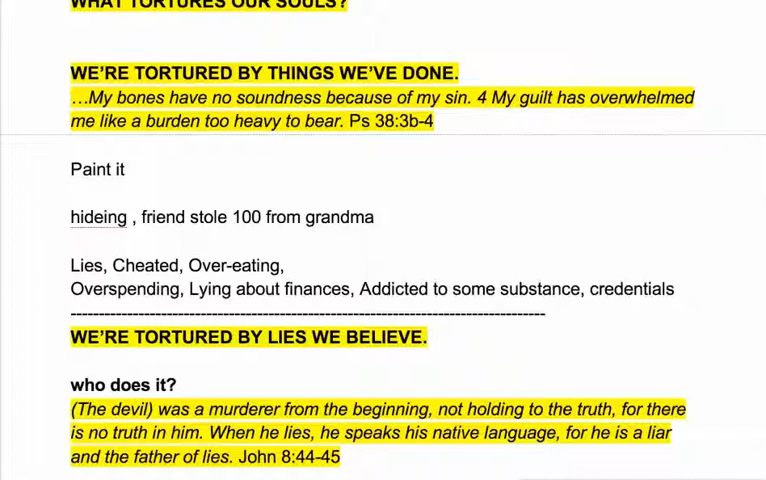 WHAT TORTURES OUR SOULS?
WE'RE TORTURED BY THINGS WE'VE DONE.
…My bones have no soundness because of my sin. 4 My guilt has overwhelmed
me like a burden too heavy to bear. Ps 38:3b-4
Paint it
hideing , friend stole 100 from grandma
Lies, Cheated, Over-eating,
Overspending, Lying about finances, Addicted to some substance, credentials
--------------------------------------------------------------------------------------
WE'RE TORTURED BY LIES WE BELIEVE.
who does it?
(The devil) was a murderer from the beginning, not holding to the truth, for there
is no truth in him. When he lies, he speaks his native language, for he is a liar
and the father of lies. John 8:44-45